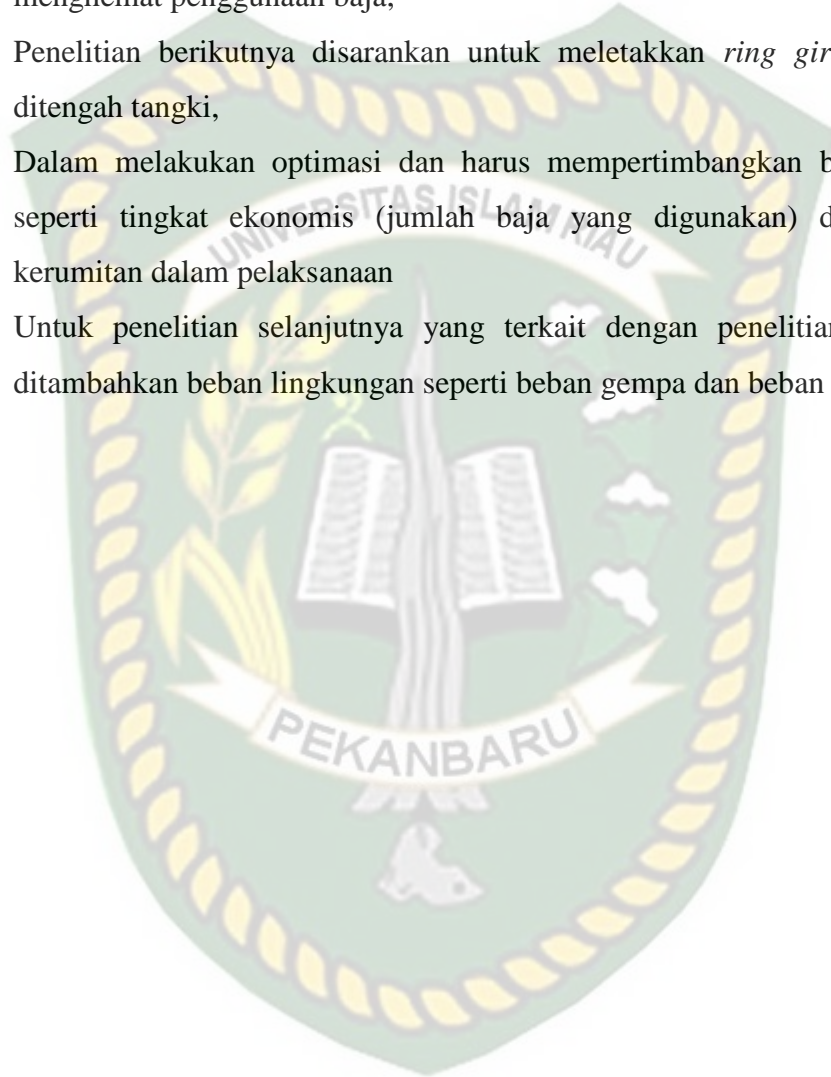 menghemat penggunaan baja,
Penelitian berikutnya disarankan untuk meletakkan ring gir
ditengah tangki,
Dalam melakukan optimasi dan harus mempertimbangkan b
seperti tingkat ekonomis (jumlah baja yang digunakan) d
kerumitan dalam pelaksanaan
Untuk penelitian selanjutnya yang terkait dengan penelitian
ditambahkan beban lingkungan seperti beban gempa dan beban
UNIVERSITAS ISLAM RIAU
PEKANBARU